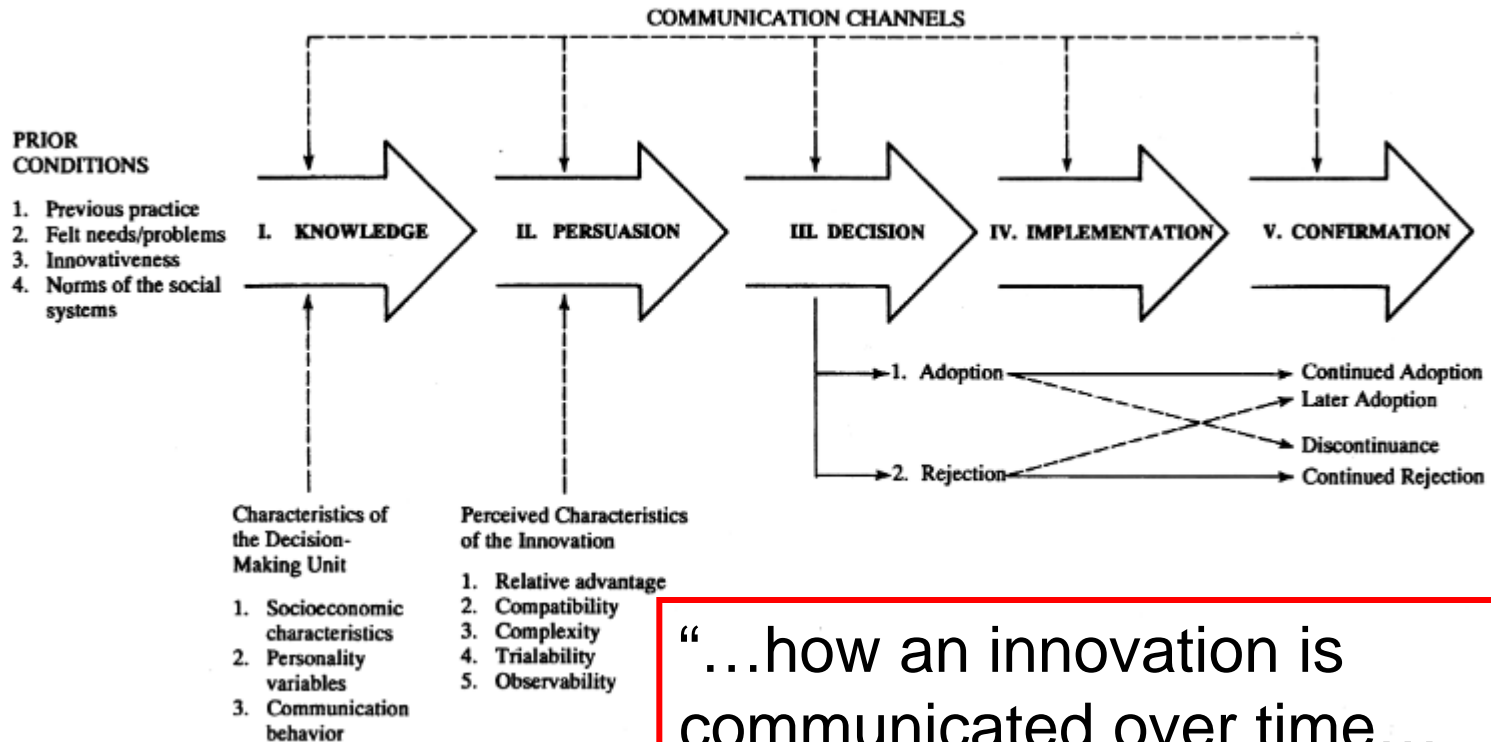 COMMUNICATION CHANNELS
PRIOR
CONDITIONS
1. Previous practice
2. Felt needs/problems
3. Innovativeness
4. Norms of the social
systems
I. KNOWLEDGE
II. PERSUASION
III. DECISION
IV. IMPLEMENTATION
V. CONFIRMATION
1. Adoption
2. Rejection
Continued Adoption
Later Adoption
Discontinuance
Continued Rejection
Characteristics of
the Decision-
Making Unit
1. Socioeconomic
characteristics
2. Personality
variables
3. Communication
behavior
Perceived Characteristics
of the Innovation
1. Relative advantage
2. Compatibility
3. Complexity
4. Trialability
5. Observability
“…how an innovation is
communicated over time…